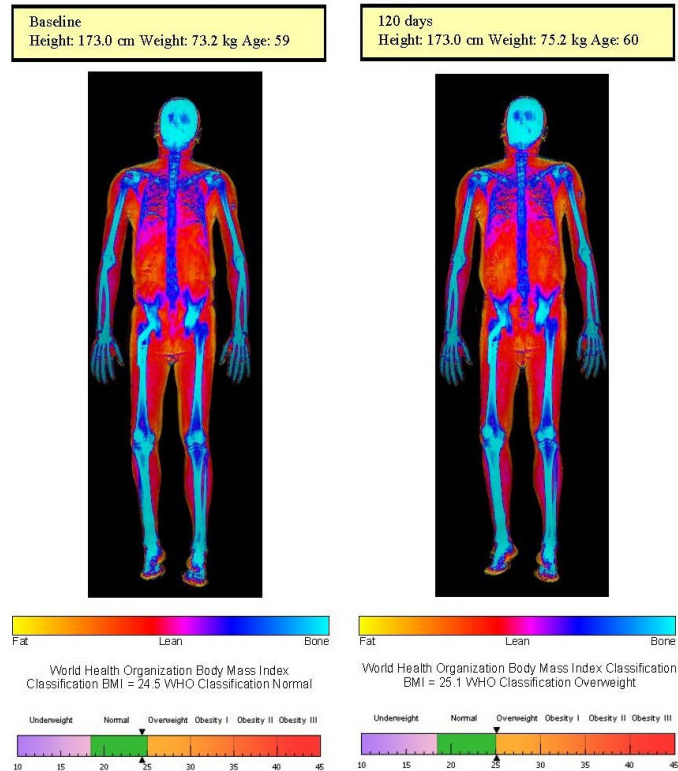 Baseline
Height: 173.0 cm Weight: 73.2 kg Age: 59
120 days
Height: 173.0 cm Weight: 75.2 kg Age: 60
Fat Lean Bone
Fat Lean Bone
World Health Organization Body Mass Index
Classification BMI = 24.5 WHO Classification Normal
World Health Organization Body Mass Index Classification
BMI = 25.1 WHO Classification Overweight
Underweight Normal Overweight Obesity I Obesity II Obesity III
10 15 20 25 30 35 40 45
Underweight Normal Overweight Obesity I Obesity II Obesity III
10 15 20 25 30 35 40 45